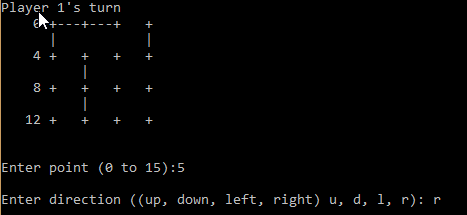 Player 1's turn
0 +---+---+   +
  |           |
4 +   +   +   +
      |
8 +   +   +   +
      |
12 +   +   +   +
Enter point (0 to 15):5
Enter direction ((up, down, left, right) u, d, l, r): r